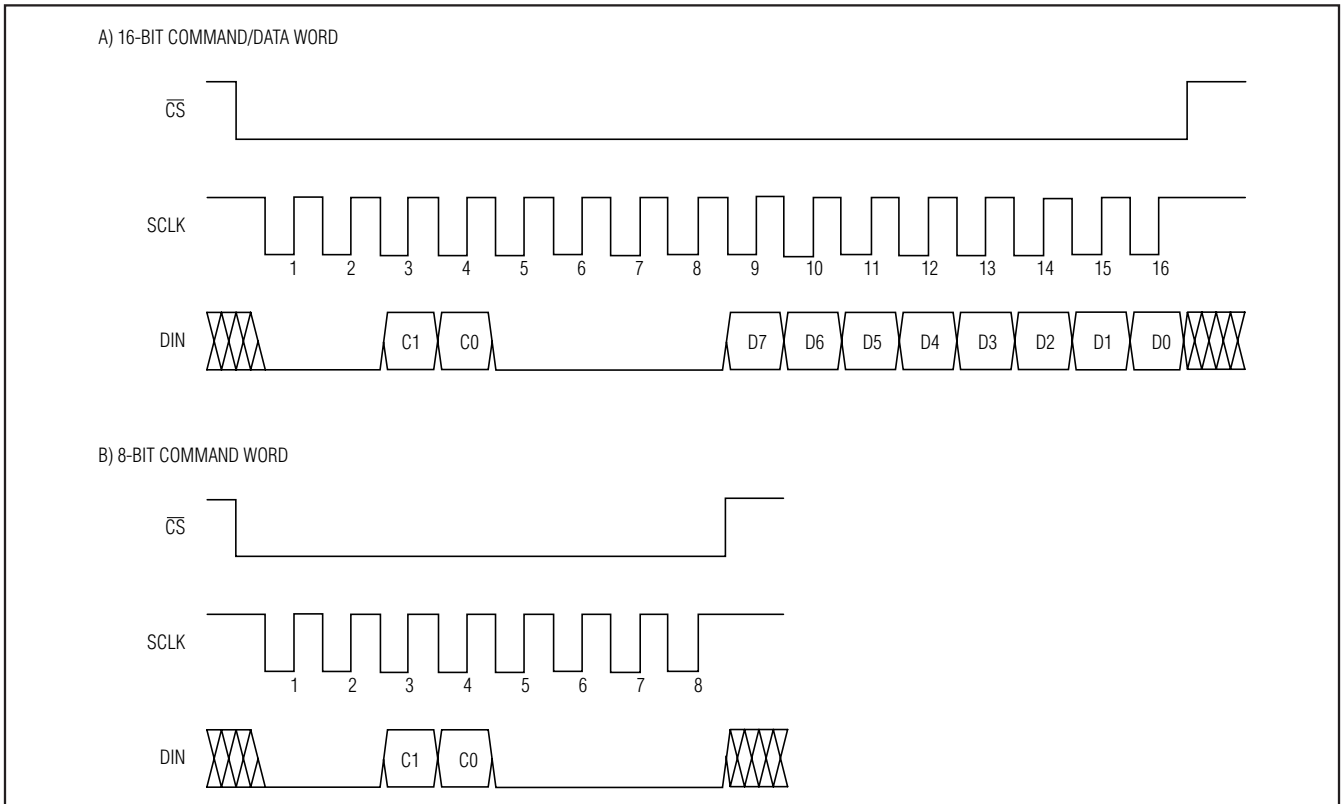 A) 16-BIT COMMAND/DATA WORD
C̅S̅
SCLK
1 2 3 4 5 6 7 8 9 10 11 12 13 14 15 16
DIN
C1 C0 D7 D6 D5 D4 D3 D2 D1 D0
B) 8-BIT COMMAND WORD
C̅S̅
SCLK
1 2 3 4 5 6 7 8
DIN
C1 C0